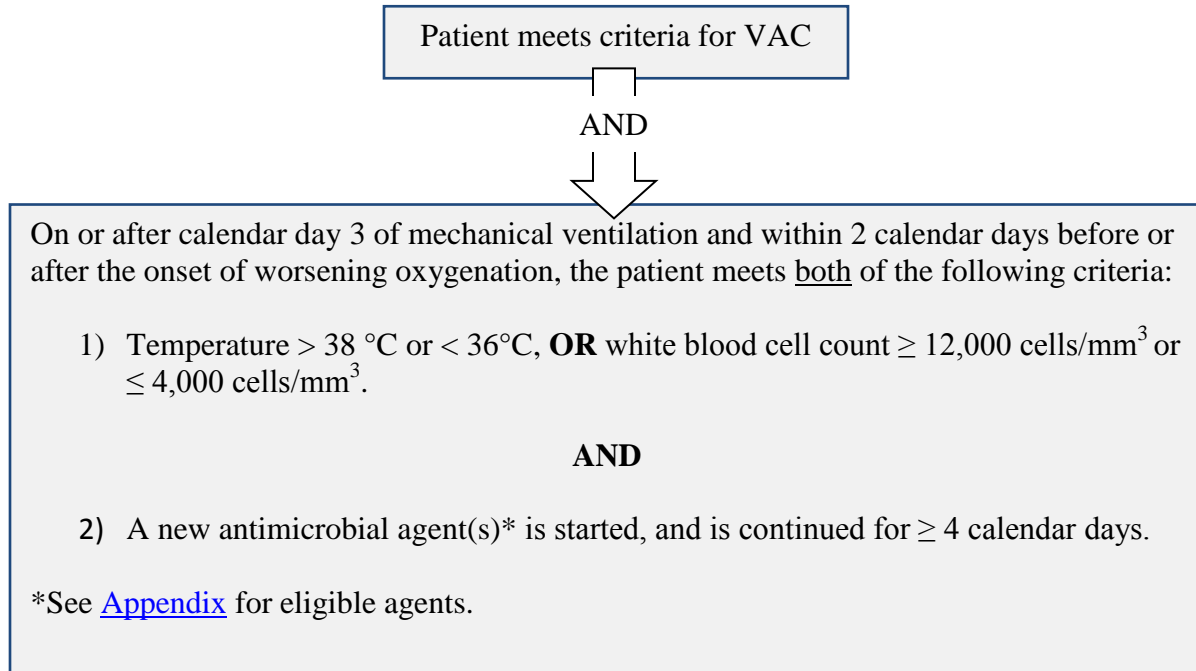 Patient meets criteria for VAC
AND
On or after calendar day 3 of mechanical ventilation and within 2 calendar days before or
after the onset of worsening oxygenation, the patient meets both of the following criteria:
1) Temperature > 38 °C or < 36°C, OR white blood cell count ≥ 12,000 cells/mm³ or
≤ 4,000 cells/mm³.
AND
2) A new antimicrobial agent(s)* is started, and is continued for ≥ 4 calendar days.
*See Appendix for eligible agents.